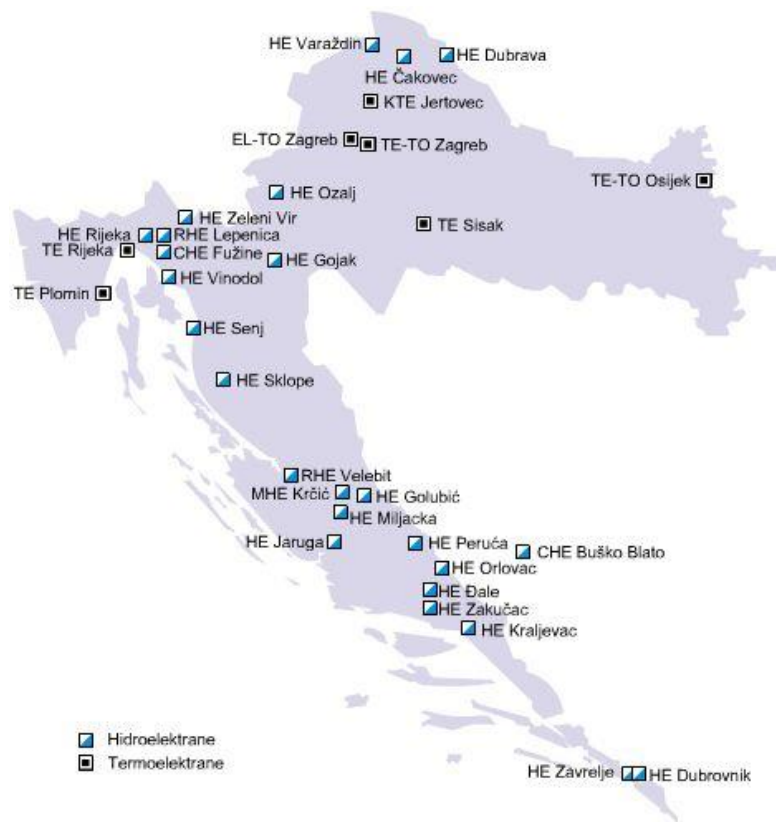 HE Varaždin
HE Dubrava
HE Čakovec
KTE Jertovec
EL-TO Zagreb
TE-TO Zagreb
TE-TO Osijek
HE Ozalj
HE Zeleni Vir
TE Sisak
HE Rijeka
RHE Lepenica
TE Rijeka
CHE Fužine
HE Gojak
HE Vinodol
TE Plomin
HE Senj
HE Sklope
RHE Velebit
MHE Krčić
HE Golubić
HE Miljacka
HE Jaruga
HE Peruća
CHE Buško Blato
HE Orlovac
HE Đale
HE Zakučac
HE Kraljevac
Hidroelektrane
Termoelektrane
HE Zavrelje
HE Dubrovnik